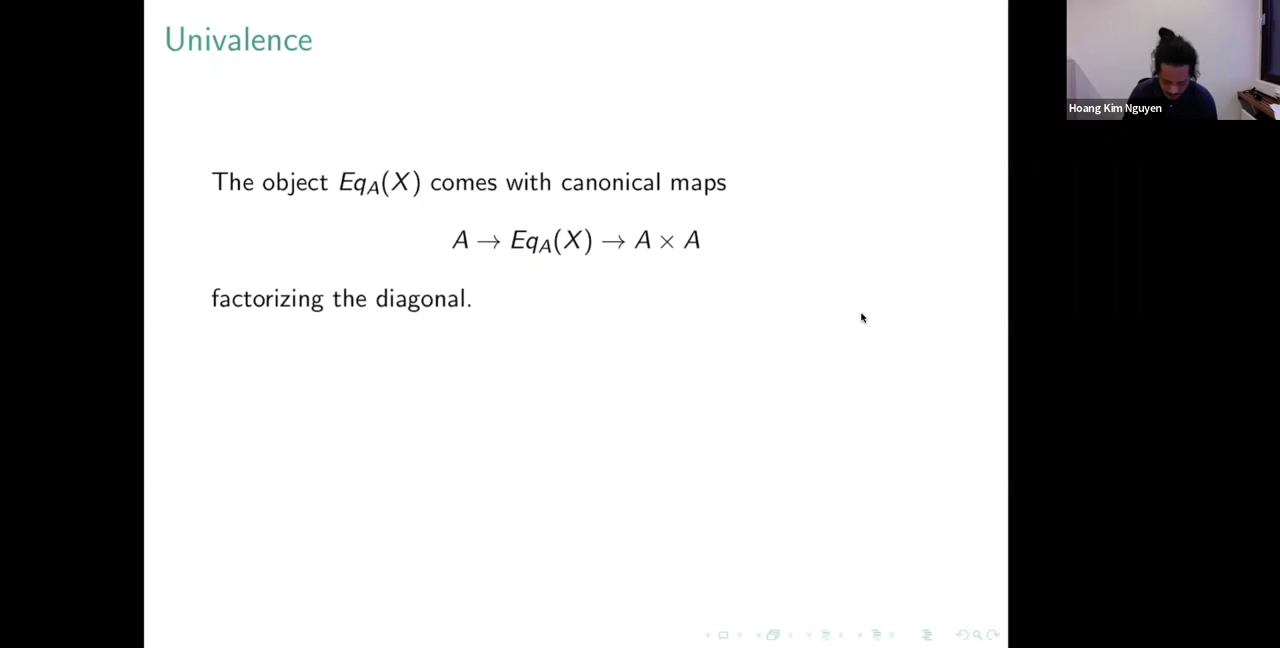 Univalence
The object Eq_A(X) comes with canonical maps
A → Eq_A(X) → A × A
factorizing the diagonal.
Hoang Kim Nguyen